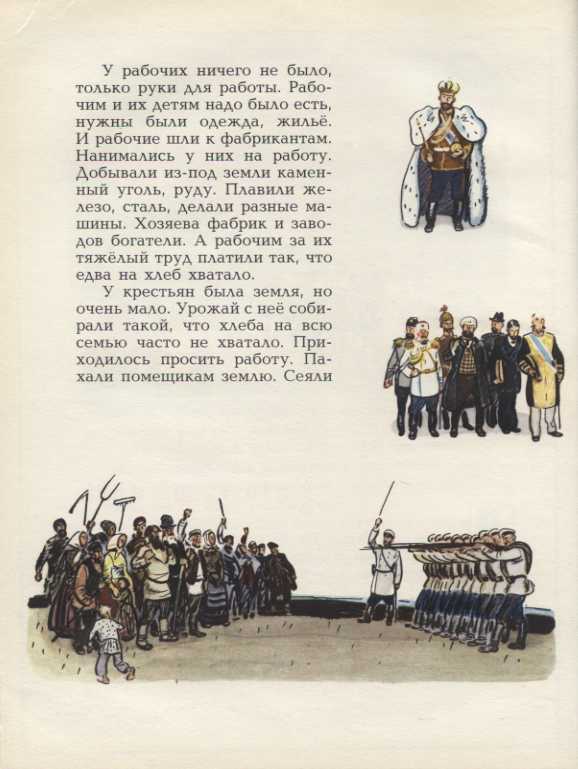 У рабочих ничего не было,
только руки для работы. Рабо-
чим и их детям надо было есть,
нужны были одежда, жильё.
И рабочие шли к фабрикантам.
Нанимались у них на работу.
Добывали из-под земли камен-
ный уголь, руду. Плавили же-
лезо, сталь, делали разные ма-
шины. Хозяева фабрик и заво-
дов богатели. А рабочим за их
тяжёлый труд платили так, что
едва на хлеб хватало.
У крестьян была земля, но
очень мало. Урожай с неё соби-
рали такой, что хлеба на всю
семью часто не хватало. При-
ходилось просить работу. Па-
хали помещикам землю. Сеяли